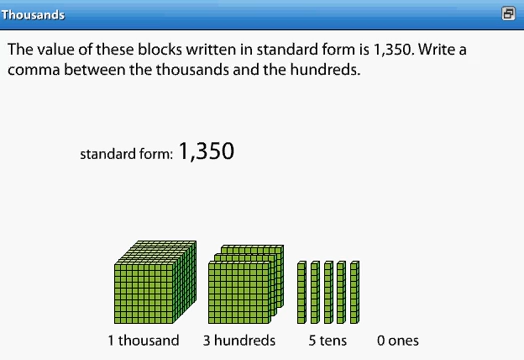 Thousands
The value of these blocks written in standard form is 1,350. Write a
comma between the thousands and the hundreds.
standard form: 1,350
1 thousand 3 hundreds 5 tens 0 ones